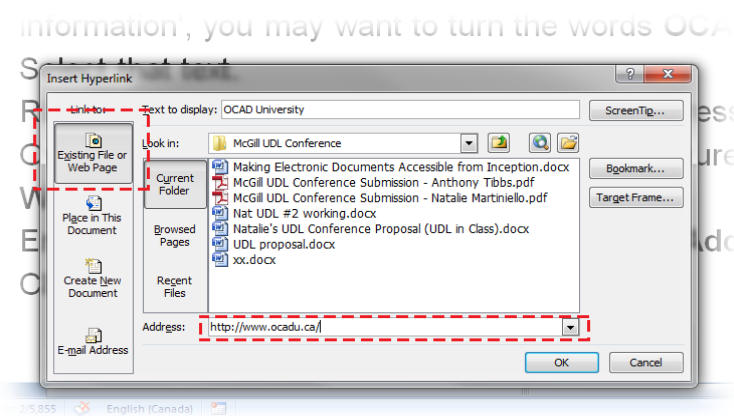 information', you may want to turn the words OCA
Select that text.
Insert Hyperlink
Link to:
Text to display: OCAD University
ScreenTip...
Existing File or
Web Page
Look in: McGill UDL Conference
Current
Folder
Making Electronic Documents Accessible from Inception.docx
McGill UDL Conference Submission - Anthony Tibbs.pdf
McGill UDL Conference Submission - Natalie Martiniello.pdf
Nat UDL #2 working.docx
Natalie's UDL Conference Proposal (UDL in Class).docx
UDL proposal.docx
xx.docx
Bookmark...
Target Frame...
Place in This
Document
Browsed
Pages
Create New
Document
Recent
Files
E-mail Address
Address: http://www.ocadu.ca/
OK
Cancel
2/5,855 English (Canada)